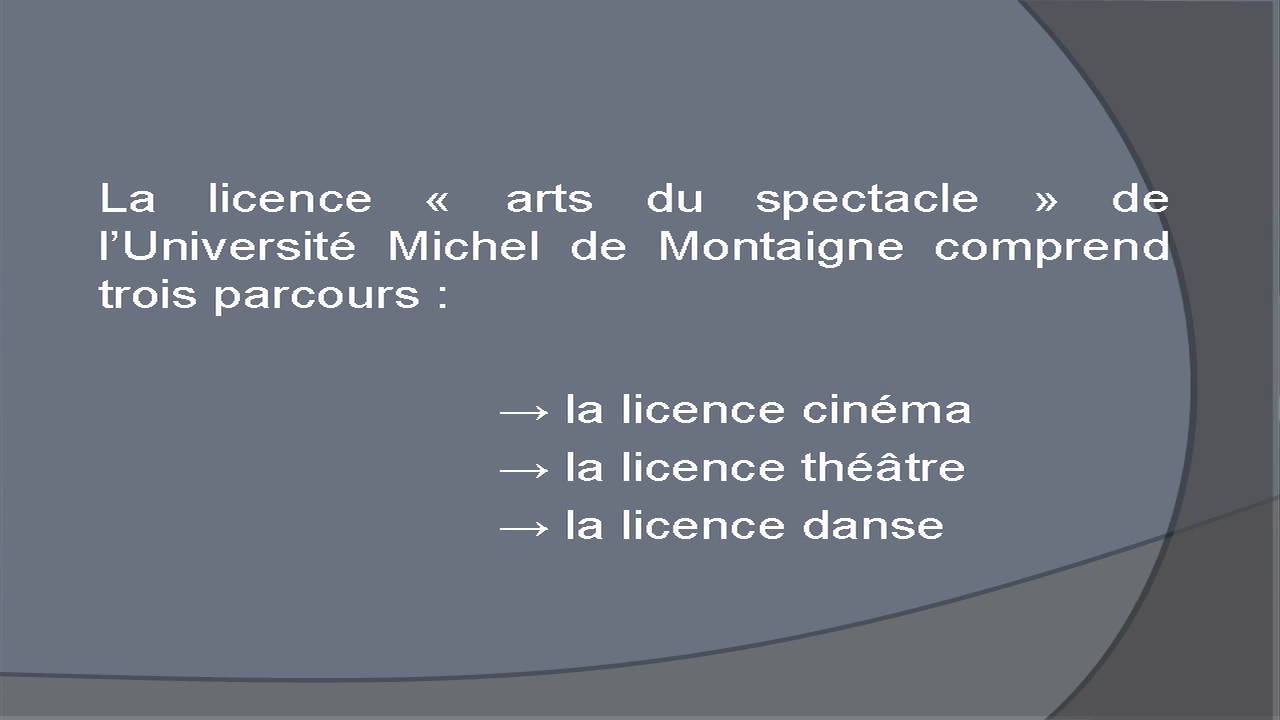 La licence « arts du spectacle » de
l’Université Michel de Montaigne comprend
trois parcours :
→ la licence cinéma
→ la licence théâtre
→ la licence danse